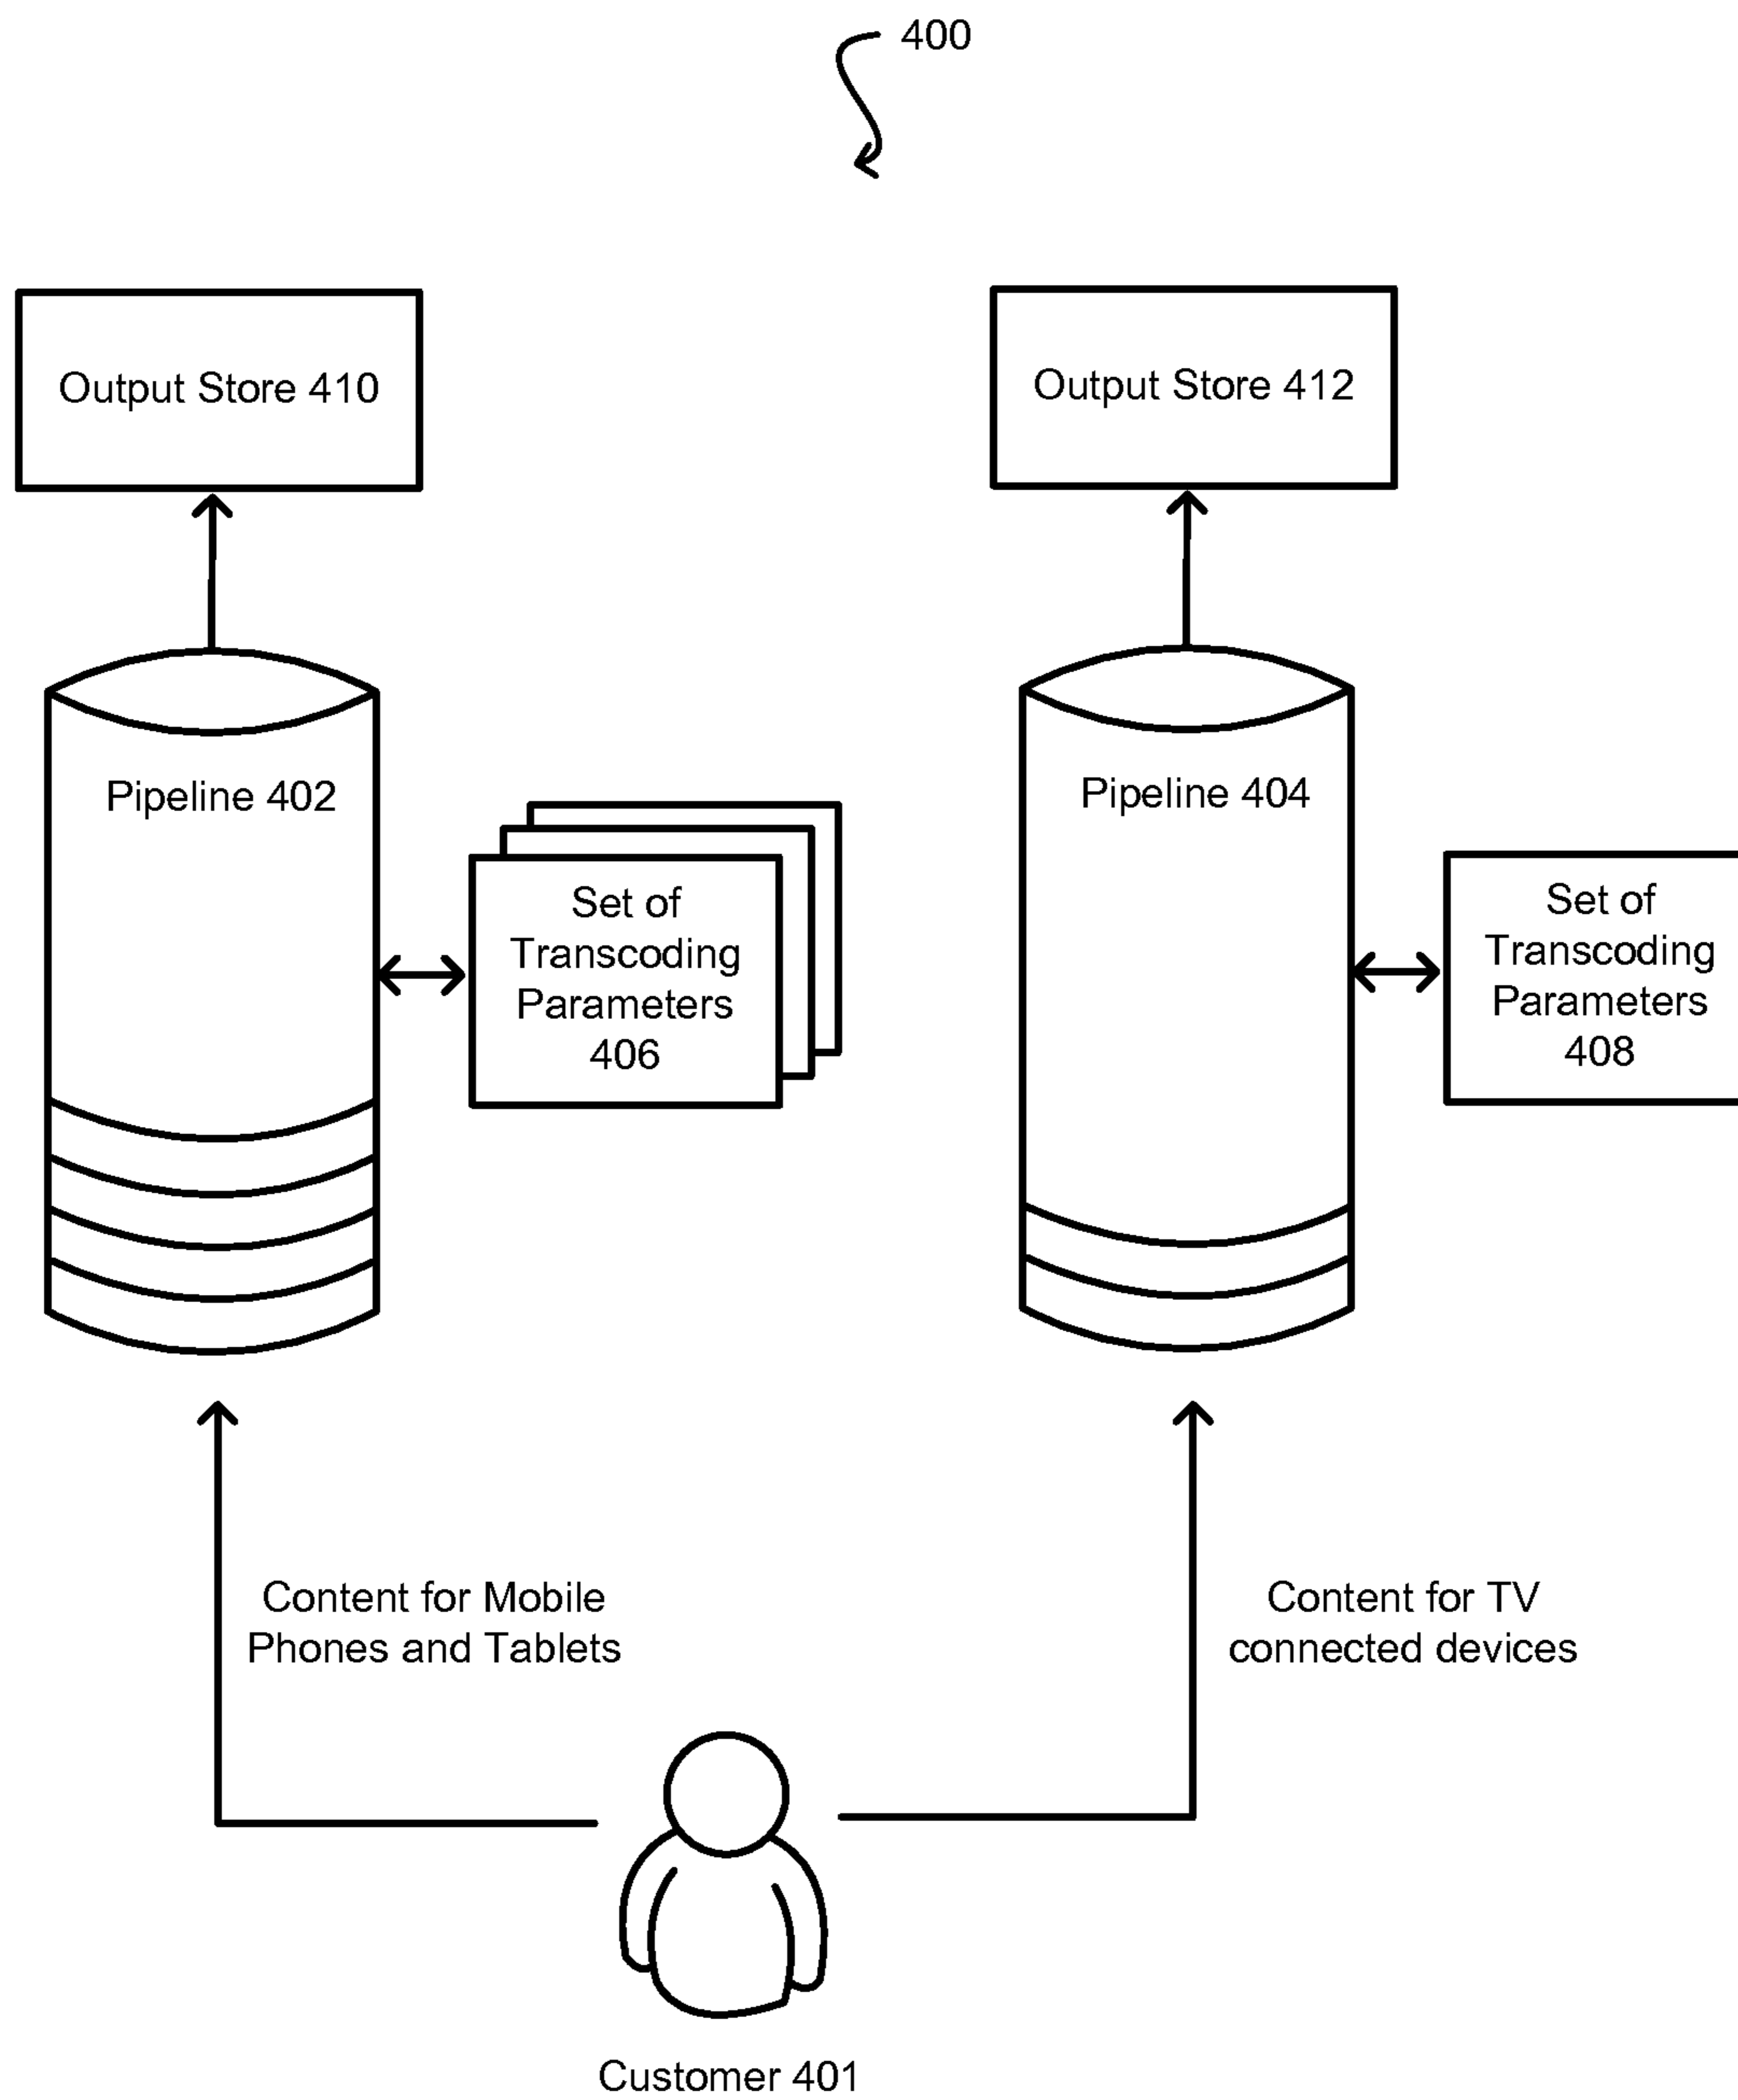 400
Output Store 410
Output Store 412
Pipeline 402
Pipeline 404
Set of
Transcoding
Parameters
406
Set of
Transcoding
Parameters
408
Content for Mobile
Phones and Tablets
Content for TV
connected devices
Customer 401